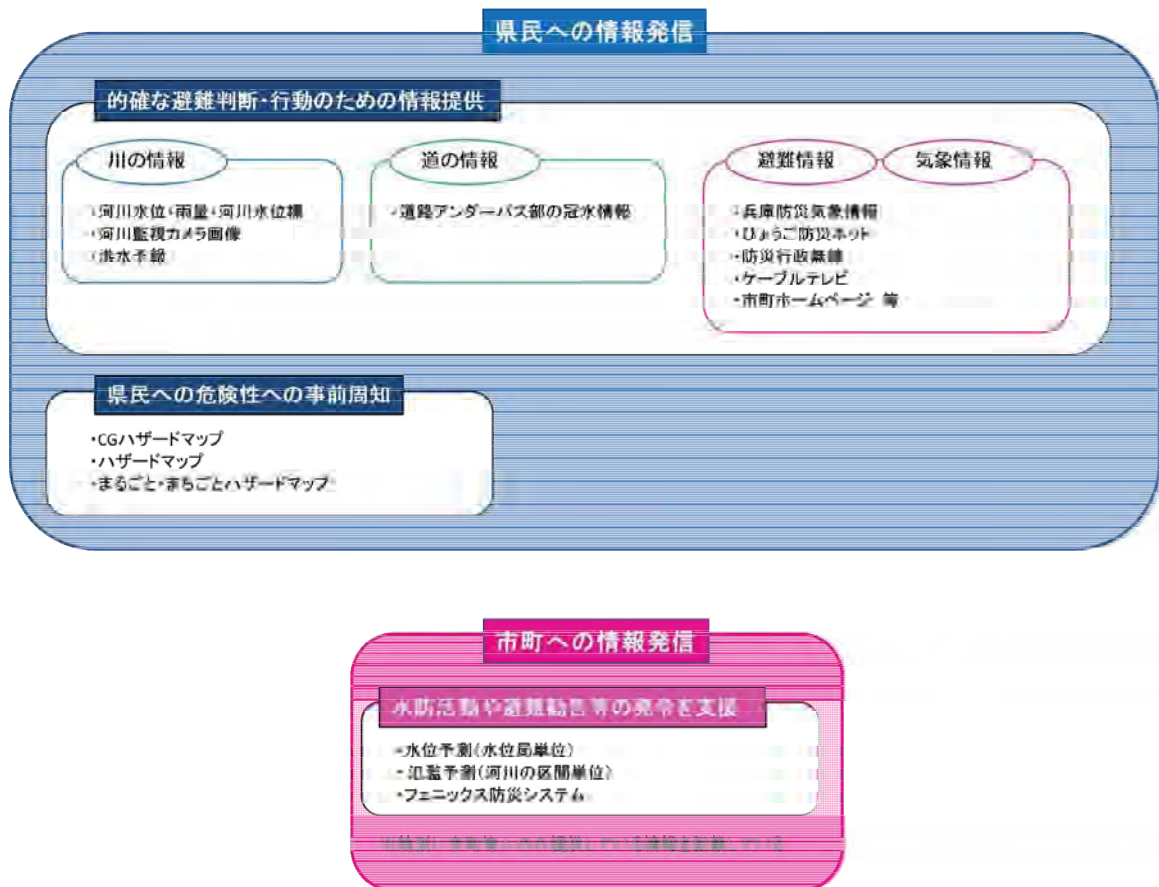 県民への情報発信
的確な避難判断・行動のための情報提供
川の情報
・河川水位・雨量・河川水位標
・河川監視カメラ画像
・洪水予報
道の情報
・道路アンダーパス部の冠水情報
避難情報
気象情報
・兵庫防災気象情報
・ひょうご防災ネット
・防災行政無線
・ケーブルテレビ
・市町ホームページ 等
県民への危険性への事前周知
・CGハザードマップ
・ハザードマップ
・まるごと・まちごとハザードマップ
市町への情報発信
水防活動や避難勧告等の発令を支援
・水位予測(水位局単位)
・氾濫予測(河川の区間単位)
・フェニックス防災システム